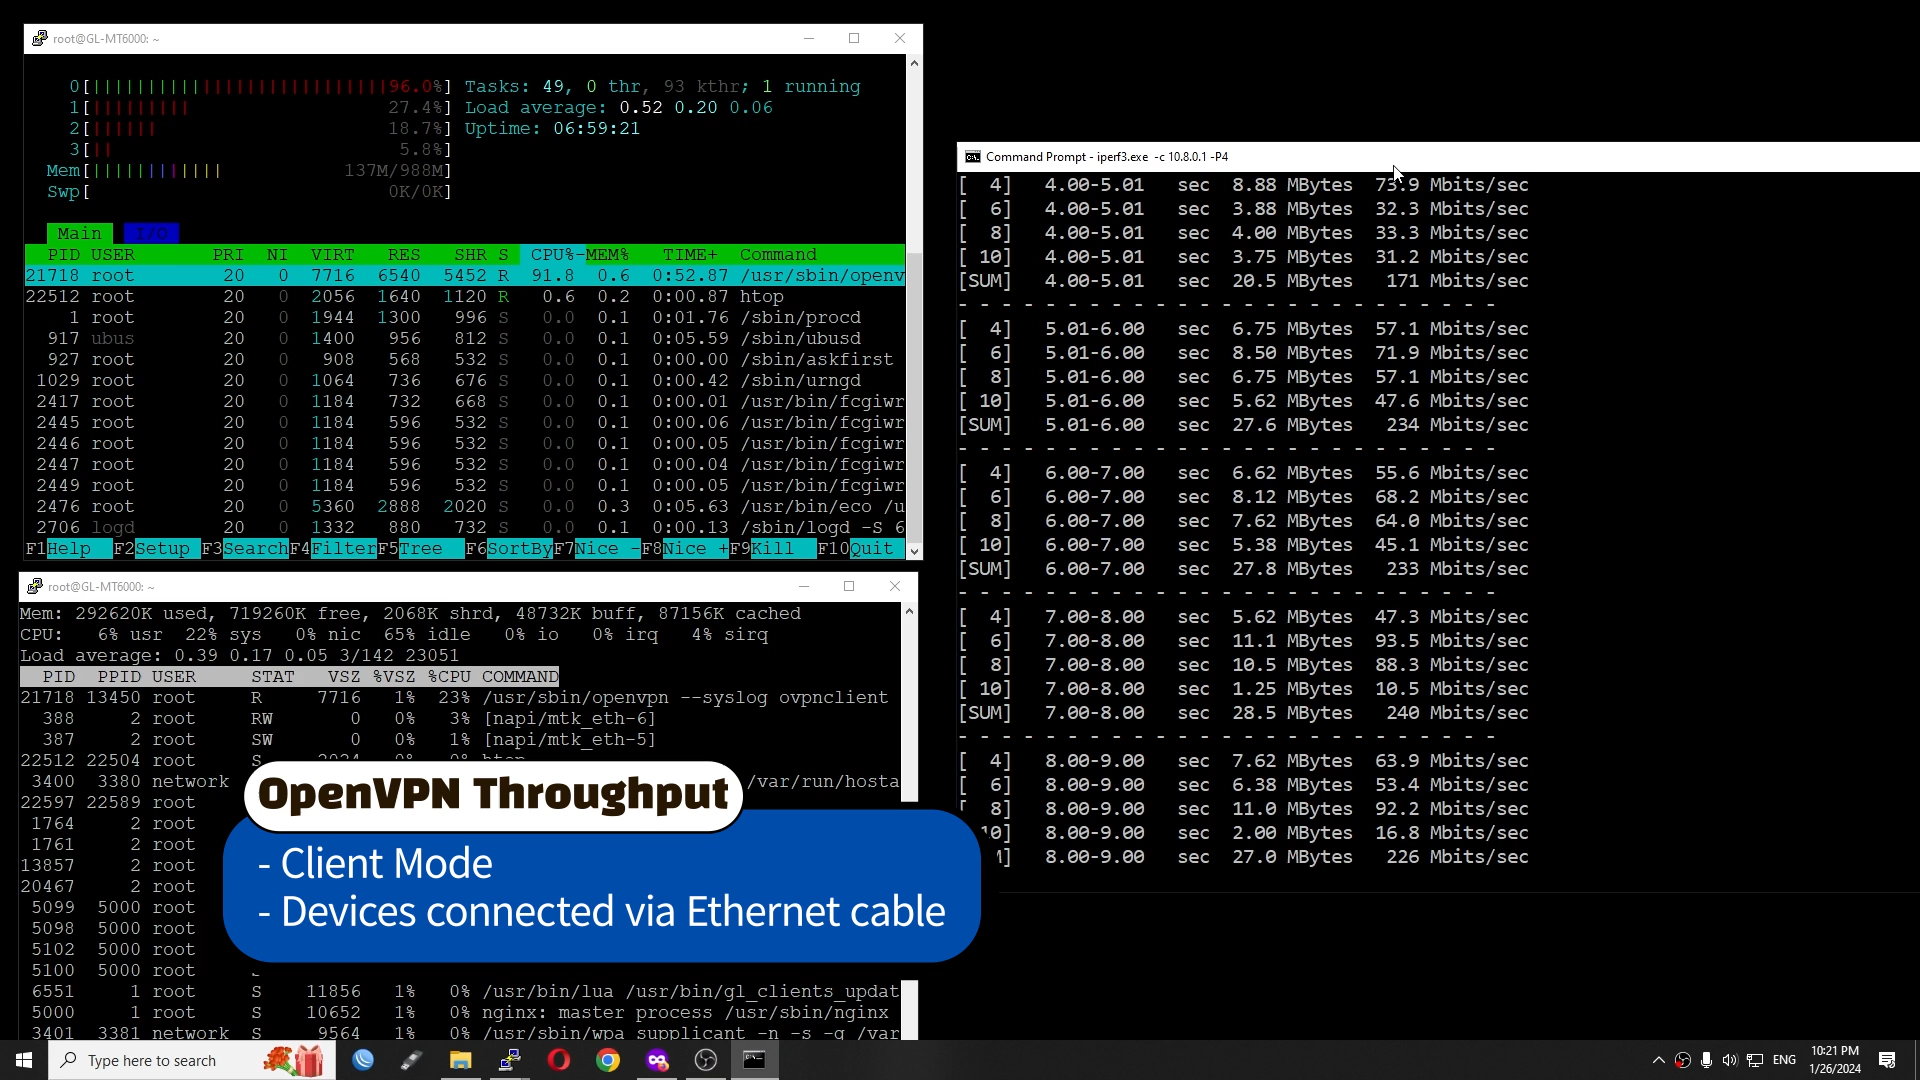 root@GL-MT6000: ~
0[||||||||||||||||||||||||||||96.0%] Tasks: 49, 0 thr, 93 kthr; 1 running
1[||||||||| 27.4%] Load average: 0.52 0.20 0.06
2[|||||| 18.7%] Uptime: 06:59:21
3[|| 5.8%]
Mem[|||||||||||| 137M/988M]
Swp[ 0K/0K]
Main I/O
PID USER PRI NI VIRT RES SHR S CPU%-MEM% TIME+ Command
21718 root 20 0 7716 6540 5452 R 91.8 0.6 0:52.87 /usr/sbin/openv
22512 root 20 0 2056 1640 1120 R 0.6 0.2 0:00.87 htop
1 root 20 0 1944 1300 996 S 0.0 0.1 0:01.76 /sbin/procd
917 ubus 20 0 1400 956 812 S 0.0 0.1 0:05.59 /sbin/ubusd
927 root 20 0 908 568 532 S 0.0 0.1 0:00.00 /sbin/askfirst
1029 root 20 0 1064 736 676 S 0.0 0.1 0:00.42 /sbin/urngd
2417 root 20 0 1184 732 668 S 0.0 0.1 0:00.01 /usr/bin/fcgiwr
2445 root 20 0 1184 596 532 S 0.0 0.1 0:00.06 /usr/bin/fcgiwr
2446 root 20 0 1184 596 532 S 0.0 0.1 0:00.05 /usr/bin/fcgiwr
2447 root 20 0 1184 596 532 S 0.0 0.1 0:00.04 /usr/bin/fcgiwr
2449 root 20 0 1184 596 532 S 0.0 0.1 0:00.05 /usr/bin/fcgiwr
2476 root 20 0 5360 2888 2020 S 0.0 0.3 0:05.63 /usr/bin/eco /u
2706 logd 20 0 1332 880 732 S 0.0 0.1 0:00.13 /sbin/logd -S 6
F1Help F2Setup F3SearchF4FilterF5Tree F6SortByF7Nice -F8Nice +F9Kill F10Quit
root@GL-MT6000: ~
Mem: 292620K used, 719260K free, 2068K shrd, 48732K buff, 87156K cached
CPU: 6% usr 22% sys 0% nic 65% idle 0% io 0% irq 4% sirq
Load average: 0.39 0.17 0.05 3/142 23051
PID PPID USER STAT VSZ %VSZ %CPU COMMAND
21718 13450 root R 7716 1% 23% /usr/sbin/openvpn --syslog ovpnclient
388 2 root RW 0 0% 3% [napi/mtk_eth-6]
387 2 root SW 0 0% 1% [napi/mtk_eth-5]
22512 22504 root S
3400 3380 network /var/run/hosta
22597 22589 root
1764 2 root
1761 2 root
13857 2 root
20467 2 root
5099 5000 root
5098 5000 root
5102 5000 root
5100 5000 root
6551 1 root S 11856 1% 0% /usr/bin/lua /usr/bin/gl_clients_updat
5000 1 root S 10652 1% 0% nginx: master process /usr/sbin/nginx
3401 3381 network S 9564 1% 0% /usr/sbin/wpa_supplicant -n -s -g /var
OpenVPN Throughput
- Client Mode
- Devices connected via Ethernet cable
Command Prompt - iperf3.exe -c 10.8.0.1 -P4
[ 4] 4.00-5.01 sec 8.88 MBytes 73.9 Mbits/sec
[ 6] 4.00-5.01 sec 3.88 MBytes 32.3 Mbits/sec
[ 8] 4.00-5.01 sec 4.00 MBytes 33.3 Mbits/sec
[ 10] 4.00-5.01 sec 3.75 MBytes 31.2 Mbits/sec
[SUM] 4.00-5.01 sec 20.5 MBytes 171 Mbits/sec
- - - - - - - - - - - - - - - - - - - - - - - - -
[ 4] 5.01-6.00 sec 6.75 MBytes 57.1 Mbits/sec
[ 6] 5.01-6.00 sec 8.50 MBytes 71.9 Mbits/sec
[ 8] 5.01-6.00 sec 6.75 MBytes 57.1 Mbits/sec
[ 10] 5.01-6.00 sec 5.62 MBytes 47.6 Mbits/sec
[SUM] 5.01-6.00 sec 27.6 MBytes 234 Mbits/sec
- - - - - - - - - - - - - - - - - - - - - - - - -
[ 4] 6.00-7.00 sec 6.62 MBytes 55.6 Mbits/sec
[ 6] 6.00-7.00 sec 8.12 MBytes 68.2 Mbits/sec
[ 8] 6.00-7.00 sec 7.62 MBytes 64.0 Mbits/sec
[ 10] 6.00-7.00 sec 5.38 MBytes 45.1 Mbits/sec
[SUM] 6.00-7.00 sec 27.8 MBytes 233 Mbits/sec
- - - - - - - - - - - - - - - - - - - - - - - - -
[ 4] 7.00-8.00 sec 5.62 MBytes 47.3 Mbits/sec
[ 6] 7.00-8.00 sec 11.1 MBytes 93.5 Mbits/sec
[ 8] 7.00-8.00 sec 10.5 MBytes 88.3 Mbits/sec
[ 10] 7.00-8.00 sec 1.25 MBytes 10.5 Mbits/sec
[SUM] 7.00-8.00 sec 28.5 MBytes 240 Mbits/sec
- - - - - - - - - - - - - - - - - - - - - - - - -
[ 4] 8.00-9.00 sec 7.62 MBytes 63.9 Mbits/sec
[ 6] 8.00-9.00 sec 6.38 MBytes 53.4 Mbits/sec
[ 8] 8.00-9.00 sec 11.0 MBytes 92.2 Mbits/sec
10] 8.00-9.00 sec 2.00 MBytes 16.8 Mbits/sec
M] 8.00-9.00 sec 27.0 MBytes 226 Mbits/sec
Type here to search
ENG
10:21 PM
1/26/2024